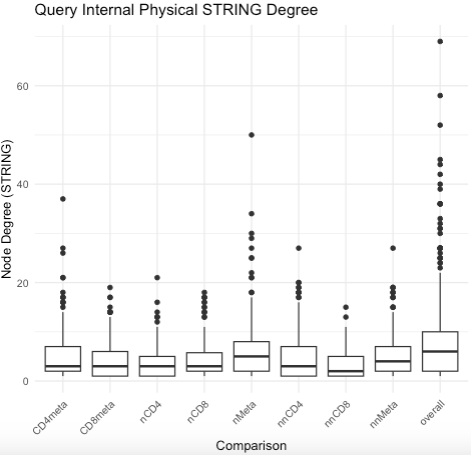 Query Internal Physical STRING Degree
Node Degree (STRING)
60
40
20
0
CD4meta
CD8meta
nCD4
nCD8
nMeta
nnCD4
nnCD8
nnMeta
overall
Comparison